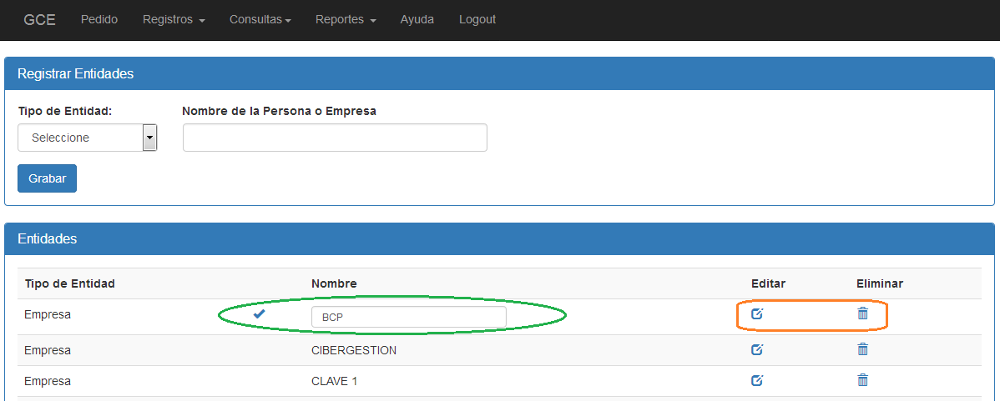 GCE Pedido Registros Consultas Reportes Ayuda Logout
Registrar Entidades
Tipo de Entidad: Nombre de la Persona o Empresa
Seleccione
Grabar
Entidades
Tipo de Entidad Nombre Editar Eliminar
Empresa BCP
Empresa CIBERGESTION
Empresa CLAVE 1